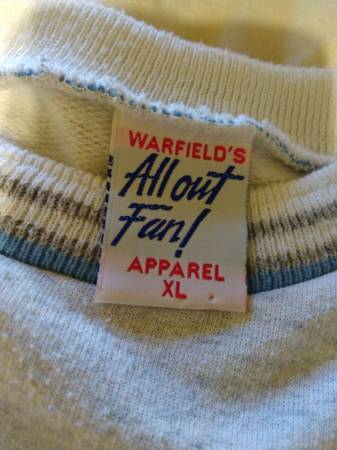 WARFIELD'S
All out
Fan!
APPAREL
XL